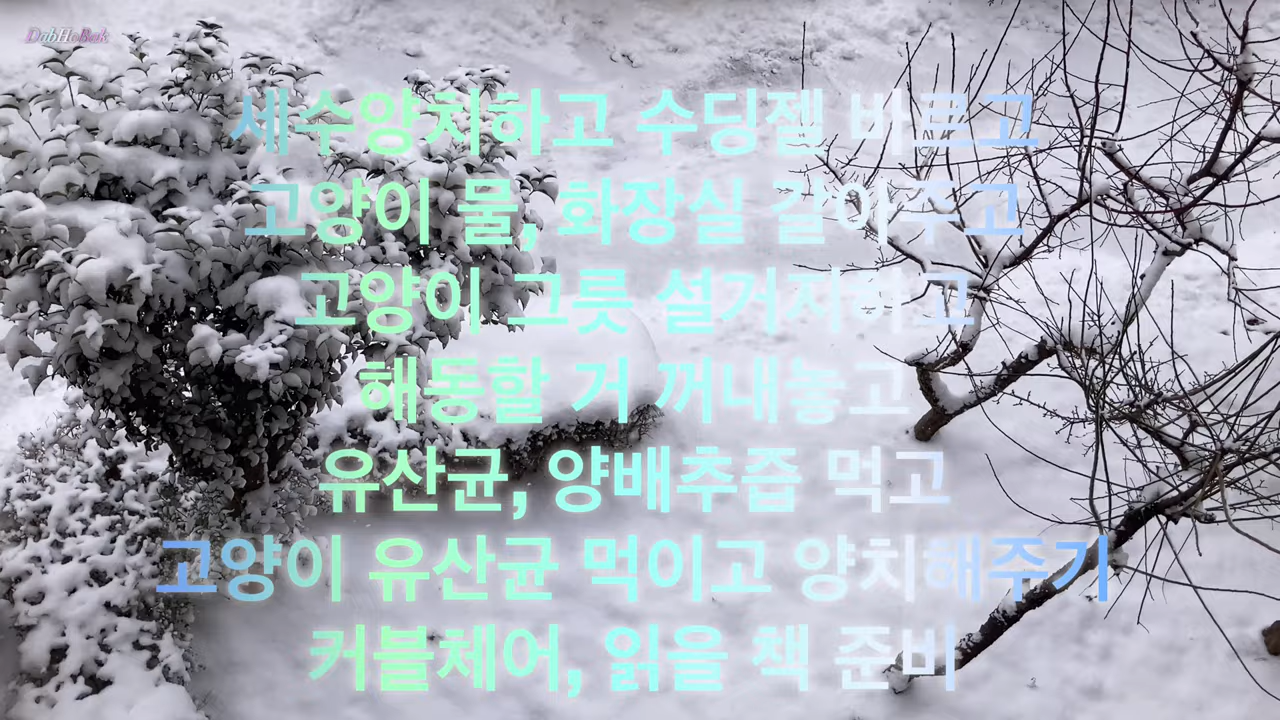 DabHoBak
세수양치하고 수딩젤 바르고
고양이 물, 화장실 갈아주고
고양이 그릇 설거지하고
해동할 거 꺼내놓고
유산균, 양배추즙 먹고
고양이 유산균 먹이고 양치해주기
커블체어, 읽을 책 준비